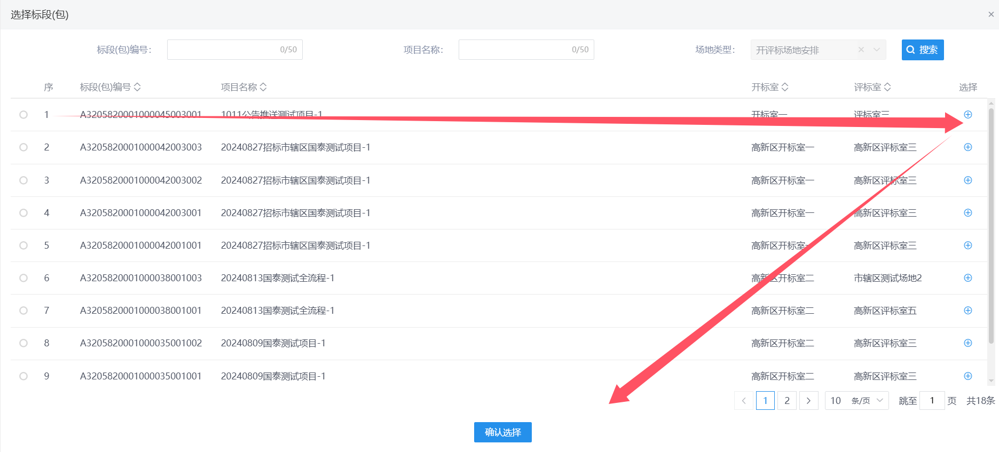 选择标段(包)
标段(包)编号： 0/50 项目名称： 0/50 场地类型： 开评标场地安排 搜索
序 标段(包)编号 项目名称 开标室 评标室 选择
1 A3205820001000045003001 1011公告推送测试项目-1 开标室一 评标室三
2 A3205820001000042003003 20240827招标市辖区国泰测试项目-1 高新区开标室一 高新区评标室三
3 A3205820001000042003002 20240827招标市辖区国泰测试项目-1 高新区开标室一 高新区评标室三
4 A3205820001000042003001 20240827招标市辖区国泰测试项目-1 高新区开标室一 高新区评标室三
5 A3205820001000042001001 20240827招标市辖区国泰测试项目-1 高新区开标室一 高新区评标室三
6 A3205820001000038001003 20240813国泰测试全流程-1 高新区开标室二 市辖区测试场地2
7 A3205820001000038001001 20240813国泰测试全流程-1 高新区开标室二 高新区评标室五
8 A3205820001000035001002 20240809国泰测试项目-1 高新区开标室二 高新区评标室三
9 A3205820001000035001001 20240809国泰测试项目-1 高新区开标室二 高新区评标室三
1 2 10 条/页 跳至 1 页 共18条
确认选择